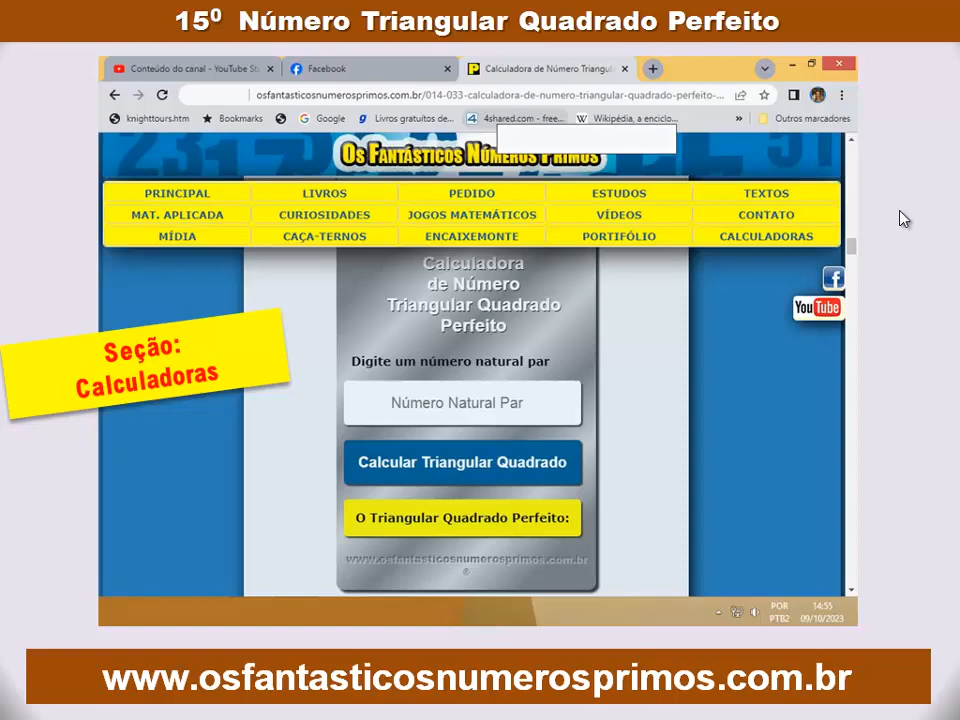 15⁰ Número Triangular Quadrado Perfeito
Conteúdo do canal - YouTube St
Facebook
Calculadora de Número Triangul
osfantasticosnumerosprimos.com.br/014-033-calculadora-de-numero-triangular-quadrado-perfeito-...
knighttours.htm
Bookmarks
Google
Livros gratuitos de...
4shared.com - free...
Wikipédia, a enciclo...
»
Outros marcadores
Os Fantásticos Números Primos
PRINCIPAL LIVROS PEDIDO ESTUDOS TEXTOS
MAT. APLICADA CURIOSIDADES JOGOS MATEMÁTICOS VÍDEOS CONTATO
MÍDIA CAÇA-TERNOS ENCAIXEMONTE PORTIFÓLIO CALCULADORAS
Calculadora
de Número
Triangular Quadrado
Perfeito
You Tube
Seção:
Calculadoras
Digite um número natural par
Número Natural Par
Calcular Triangular Quadrado
O Triangular Quadrado Perfeito:
www.osfantasticosnumerosprimos.com.br
®
POR 14:55
PTB2 09/10/2023
www.osfantasticosnumerosprimos.com.br